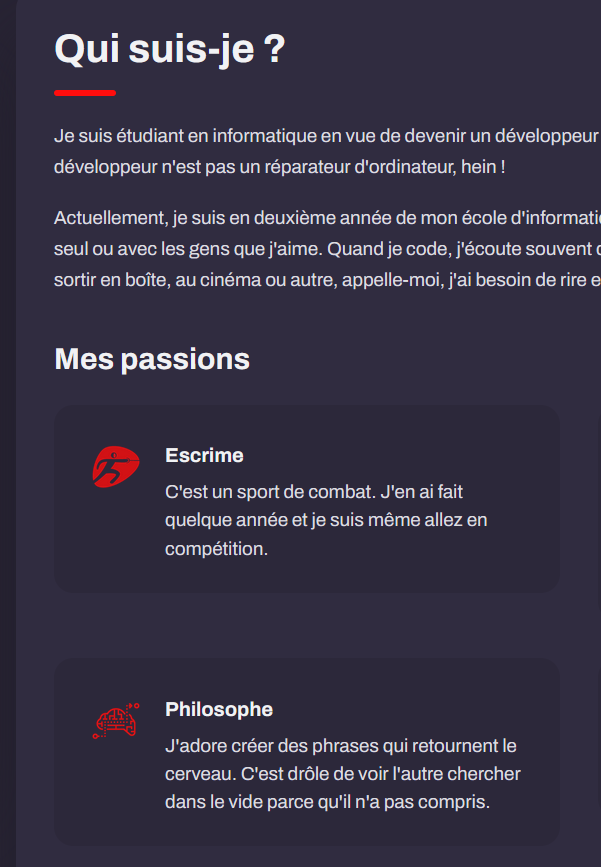 Qui suis-je ?
Je suis étudiant en informatique en vue de devenir un développeur
développeur n'est pas un réparateur d'ordinateur, hein !
Actuellement, je suis en deuxième année de mon école
seul ou avec les gens que j'aime. Quand je code, j'écoute souvent
sortir en boîte, au cinéma ou autre, appelle-moi, j'ai besoin de rire
Mes passions
Escrime
C'est un sport de combat. J'en ai fait
quelque année et je suis même allez en
compétition.
Philosophe
J'adore créer des phrases qui retournent le
cerveau. C'est drôle de voir l'autre chercher
dans le vide parce qu'il n'a pas compris.